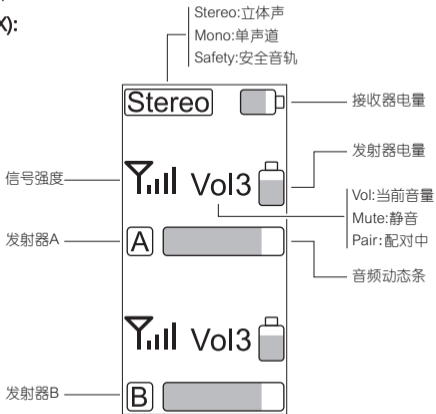 X):
Stereo:立体声
Mono:单声道
Safety:安全音轨
Stereo
接收器电量
发射器电量
信号强度
Vol3
Vol:当前音量
Mute:静音
Pair:配对中
发射器A
A
音频动态条
Vol3
发射器B
B